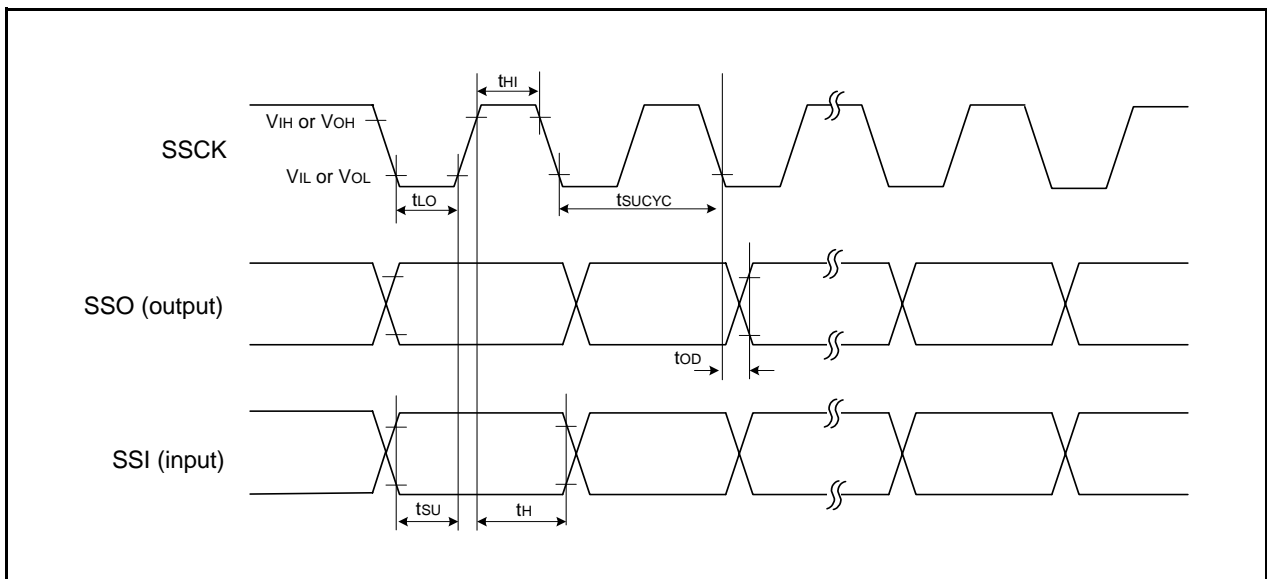 tHI
VIH or VOH
SSCK
VIL or VOL
tLO
tSUCYC
SSO (output)
tOD
SSI (input)
tSU
tH